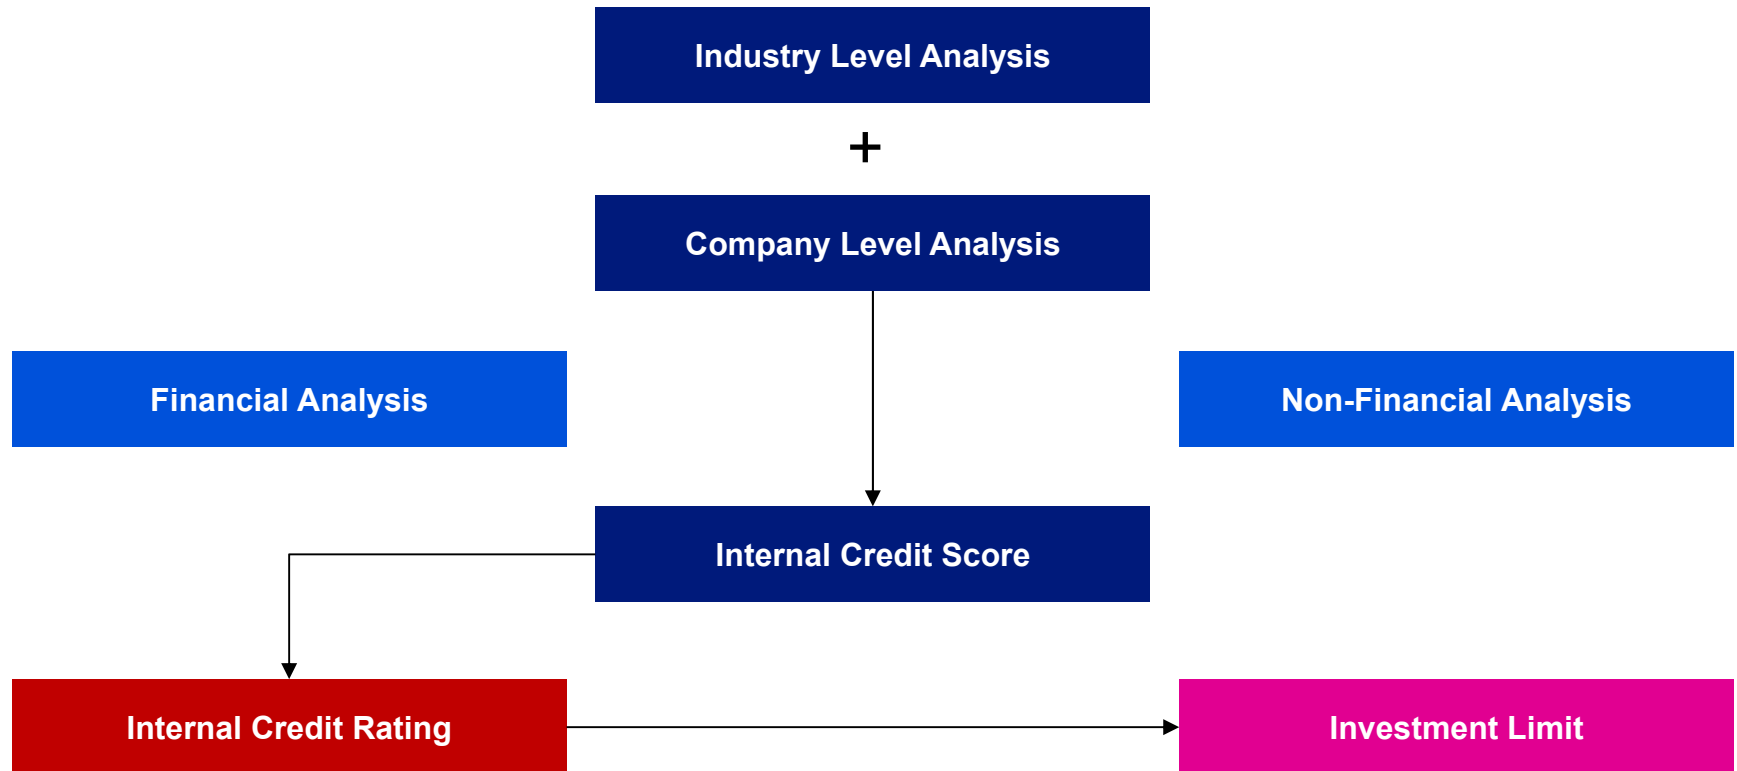 Industry Level Analysis
+
Company Level Analysis
Financial Analysis
Non-Financial Analysis
Internal Credit Score
Internal Credit Rating
Investment Limit